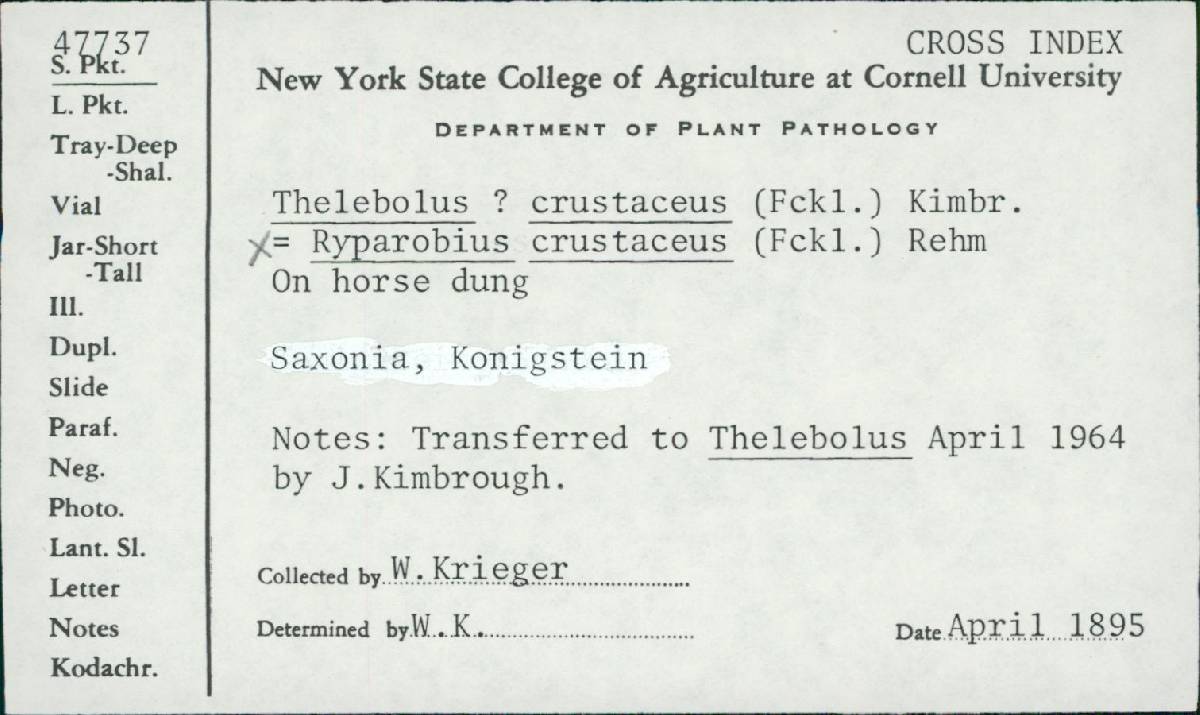 47737
S. Pkt.
L. Pkt.
Tray-Deep
-Shal.
Vial
Jar-Short
-Tall
Ill.
Dupl.
Slide
Paraf.
Neg.
Photo.
Lant. Sl.
Letter
Notes
Kodachr.
CROSS INDEX
New York State College of Agriculture at Cornell University
DEPARTMENT OF PLANT PATHOLOGY
Thelebolus ? crustaceus (Fckl.) Kimbr.
X= Ryparobius crustaceus (Fckl.) Rehm
On horse dung
Saxonia, Konigstein
Notes: Transferred to Thelebolus April 1964
by J.Kimbrough.
Collected by W.Krieger
Determined by W.K.
Date April 1895